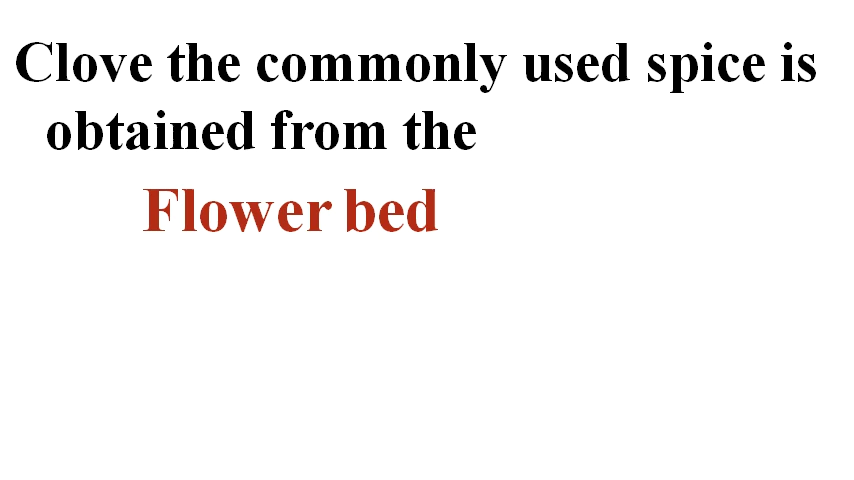 Clove the commonly used spice is
obtained from the
Flower bed